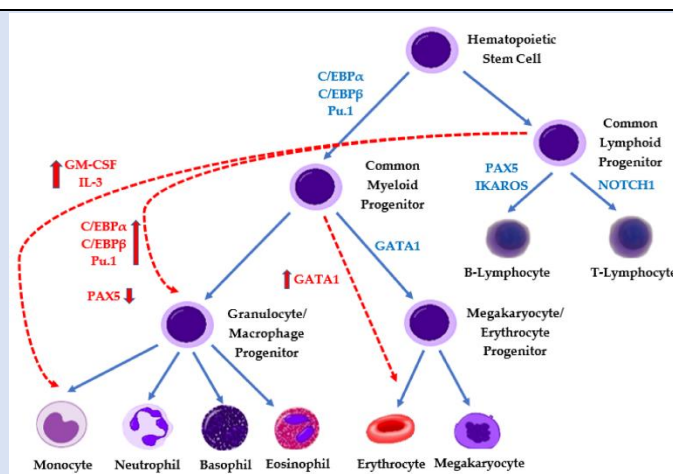 Hematopoietic
Stem Cell
C/EBPα
C/EBPβ
Pu.1
Common
Lymphoid
Progenitor
GM-CSF
IL-3
Common
Myeloid
Progenitor
PAX5
IKAROS
NOTCH1
C/EBPα
C/EBPβ
Pu.1
GATA1
B-Lymphocyte
T-Lymphocyte
GATA1
PAX5
Granulocyte/
Macrophage
Progenitor
Megakaryocyte/
Erythrocyte
Progenitor
Monocyte
Neutrophil
Basophil
Eosinophil
Erythrocyte
Megakaryocyte